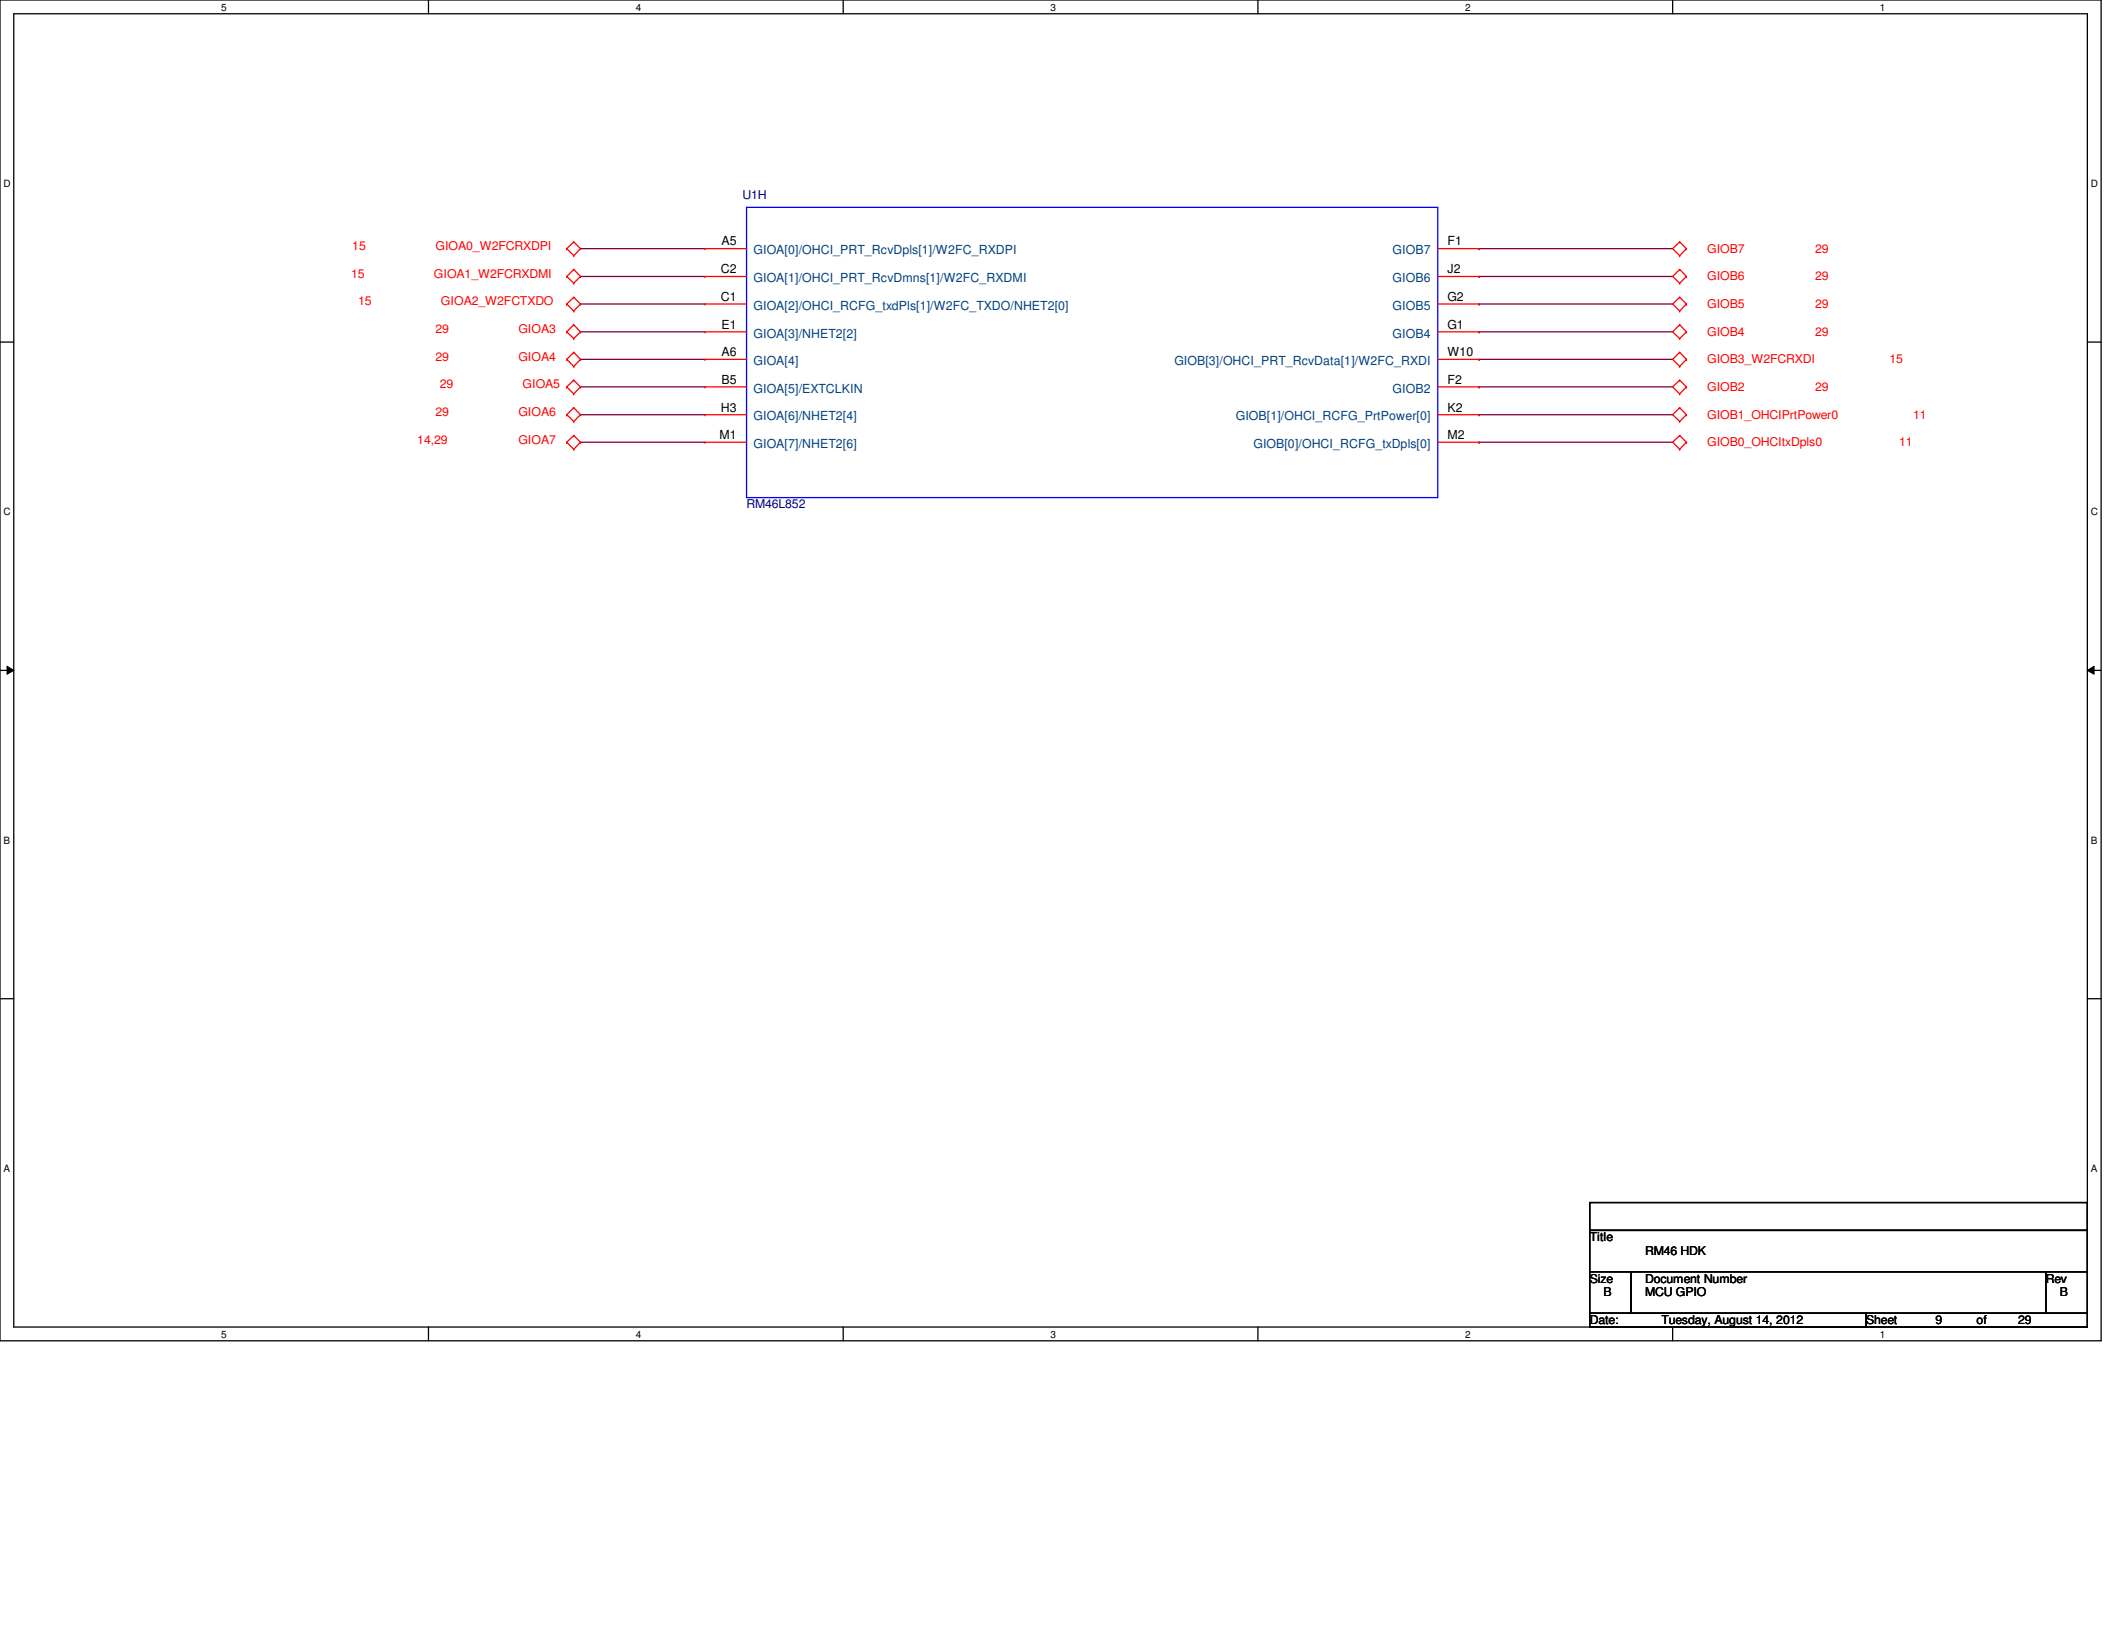 5 4 3 2 1
D D
U1H
15 GIOA0_W2FCRXDPI A5 GIOA[0]/OHCI_PRT_RcvDpls[1]/W2FC_RXDPI GIOB7 F1 GIOB7 29
15 GIOA1_W2FCRXDMI C2 GIOA[1]/OHCI_PRT_RcvDmns[1]/W2FC_RXDMI GIOB6 J2 GIOB6 29
15 GIOA2_W2FCTXDO C1 GIOA[2]/OHCI_RCFG_txdPls[1]/W2FC_TXDO/NHET2[0] GIOB5 G2 GIOB5 29
29 GIOA3 E1 GIOA[3]/NHET2[2] GIOB4 G1 GIOB4 29
29 GIOA4 A6 GIOA[4] GIOB[3]/OHCI_PRT_RcvData[1]/W2FC_RXDI W10 GIOB3_W2FCRXDI 15
29 GIOA5 B5 GIOA[5]/EXTCLKIN GIOB2 F2 GIOB2 29
29 GIOA6 H3 GIOA[6]/NHET2[4] GIOB[1]/OHCI_RCFG_PrtPower[0] K2 GIOB1_OHCIPrtPower0 11
14,29 GIOA7 M1 GIOA[7]/NHET2[6] GIOB[0]/OHCI_RCFG_txDpls[0] M2 GIOB0_OHCItxDpls0 11
RM46L852
C C
B B
A A
Title
RM46 HDK
Size Document Number Rev
B MCU GPIO B
Date: Tuesday, August 14, 2012 Sheet 9 of 29
5 4 3 2 1